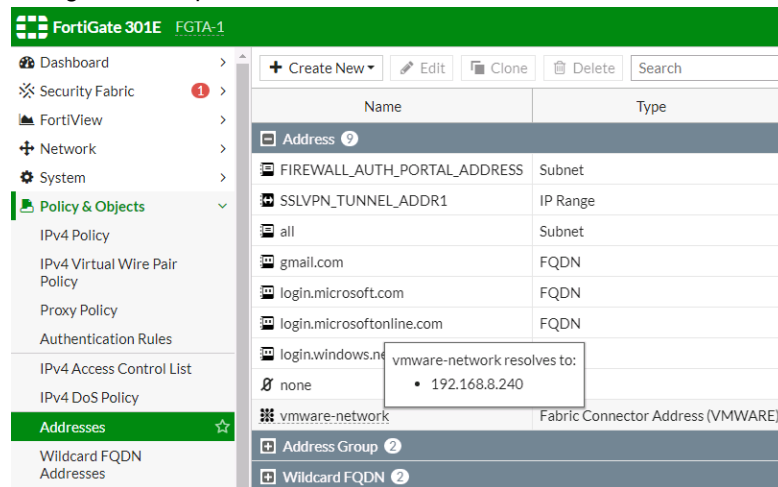 FortiGate 301E FGTA-1
Dashboard
Security Fabric 1
FortiView
Network
System
Policy & Objects
IPv4 Policy
IPv4 Virtual Wire Pair
Policy
Proxy Policy
Authentication Rules
IPv4 Access Control List
IPv4 DoS Policy
Addresses
Wildcard FQDN
Addresses
+ Create New Edit Clone Delete Search
Name Type
Address 9
FIREWALL_AUTH_PORTAL_ADDRESS Subnet
SSLVPN_TUNNEL_ADDR1 IP Range
all Subnet
gmail.com FQDN
login.microsoft.com FQDN
login.microsoftonline.com FQDN
login.windows.ne
vmware-network resolves to:
• 192.168.8.240
none
vmware-network Fabric Connector Address (VMWARE)
Address Group 2
Wildcard FQDN 2